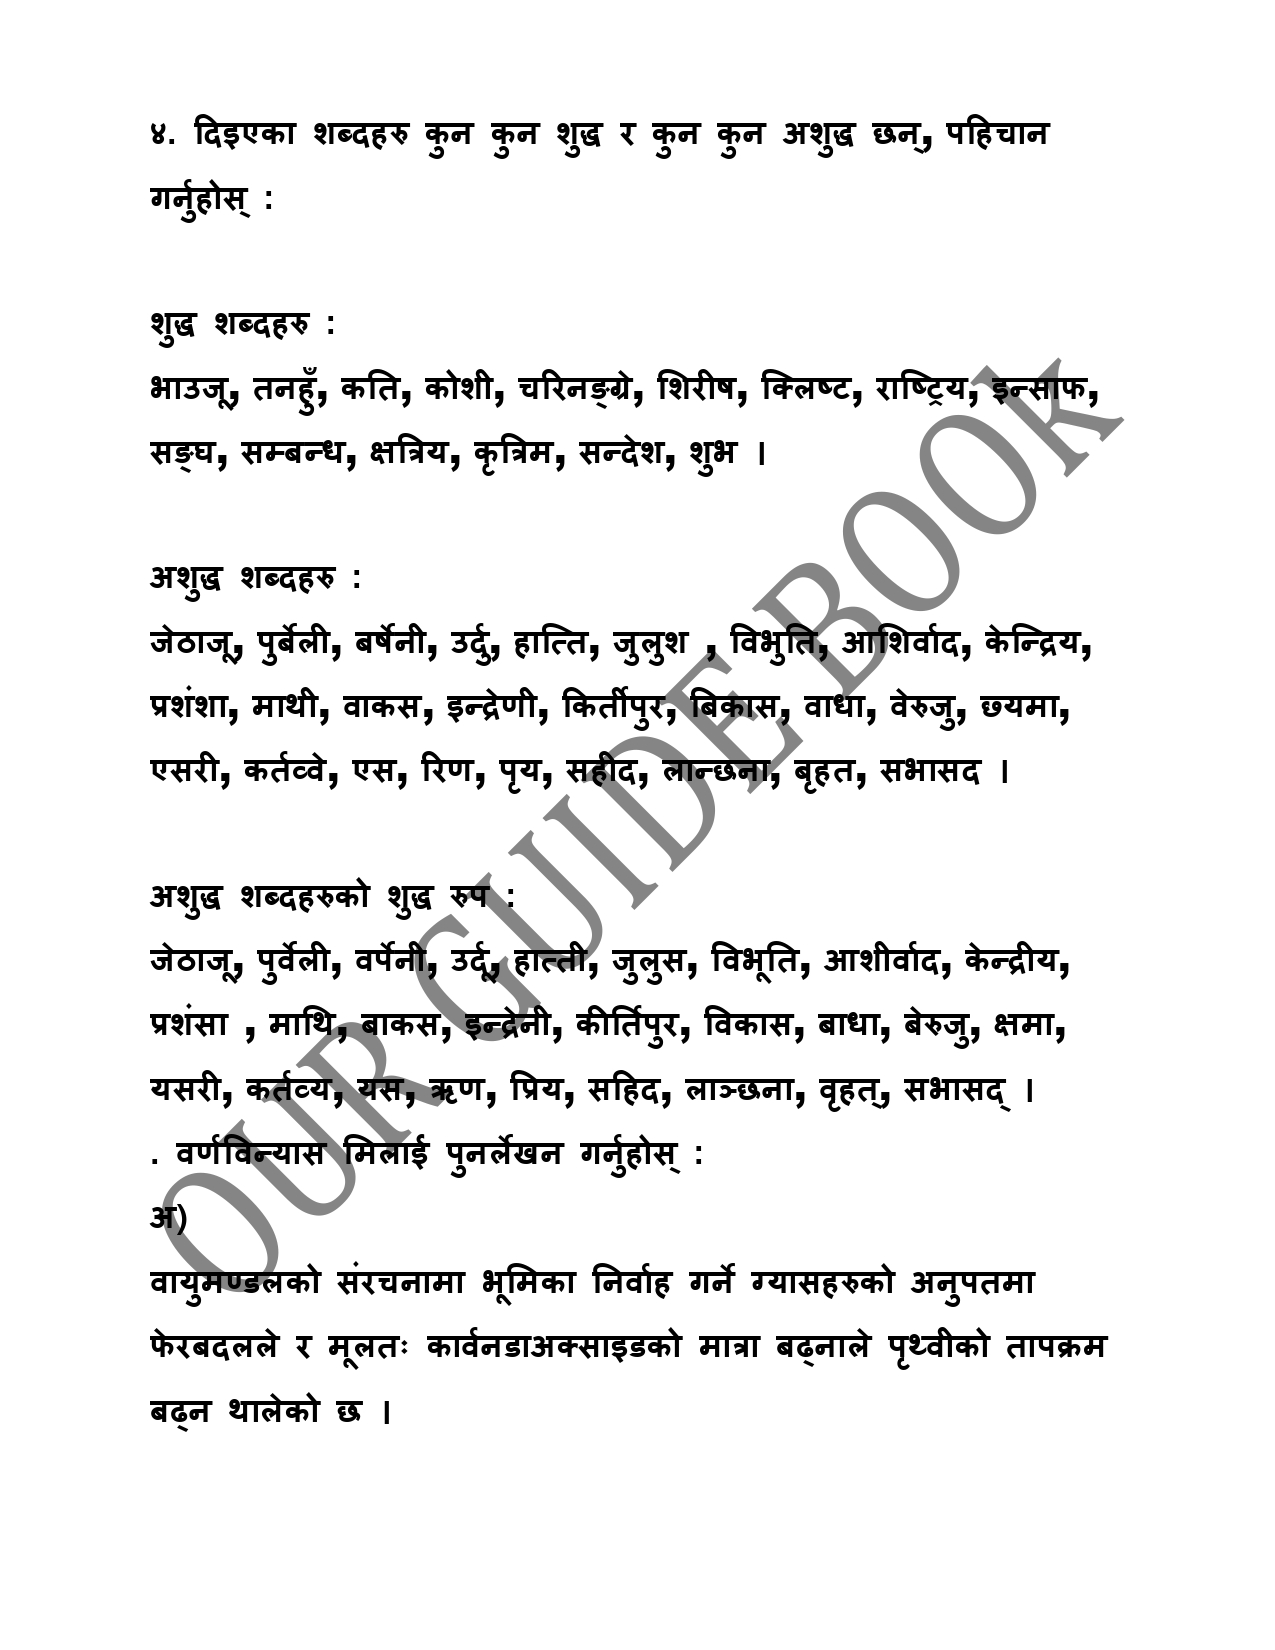 ४. दिइएका शब्दहरु कुन कुन शुद्ध र कुन कुन अशुद्ध छन्, पहिचान
गर्नुहोस् :
शुद्ध शब्दहरु :
भाउजू, तनहुँ, कति, कोशी, चरिनङ्ग्रे, शिरीष, क्लिष्ट, राष्ट्रिय, इन्साफ,
सङ्घ, सम्बन्ध, क्षत्रिय, कृत्रिम, सन्देश, शुभ ।
अशुद्ध शब्दहरु :
जेठाजू, पुर्बेली, बर्षेनी, उर्दु, हात्ति, जुलुश , विभुति, आशिर्वाद, केन्द्रिय,
प्रशंशा, माथी, वाकस, इन्द्रेणी, किर्तीपुर, बिकास, वाधा, वेरुजु, छ्यमा,
एसरी, कर्तव्वे, एस, रिण, पृय, सहीद, लान्छना, बृहत, सभासद ।
अशुद्ध शब्दहरुको शुद्ध रुप :
जेठाजू, पुर्वेली, वर्पेनी, उर्दू, हात्ती, जुलुस, विभूति, आशीर्वाद, केन्द्रीय,
प्रशंसा , माथि, बाकस, इन्द्रेनी, कीर्तिपुर, विकास, बाधा, बेरुजु, क्षमा,
यसरी, कर्तव्य, यस, ऋण, प्रिय, सहिद, लाञ्छना, वृहत्, सभासद् ।
. वर्णविन्यास मिलाई पुनर्लेखन गर्नुहोस् :
अ)
वायुमण्डलको संरचनामा भूमिका निर्वाह गर्ने ग्यासहरुको अनुपतमा
फेरबदलले र मूलतः कार्वनडाअक्साइडको मात्रा बढ्नाले पृथ्वीको तापक्रम
बढ्न थालेको छ ।
OUR GUIDE BOOK